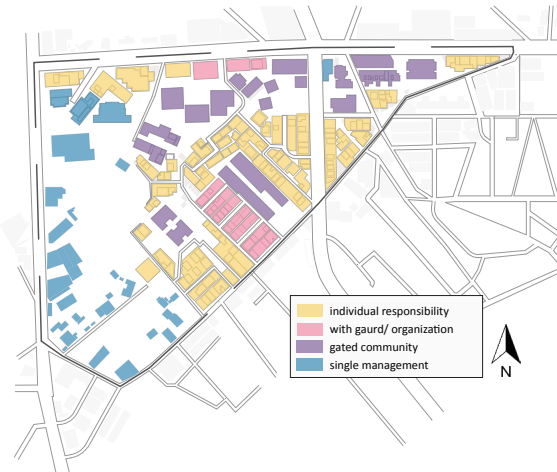 individual responsibility
with gaurd/ organization
gated community
single management
N